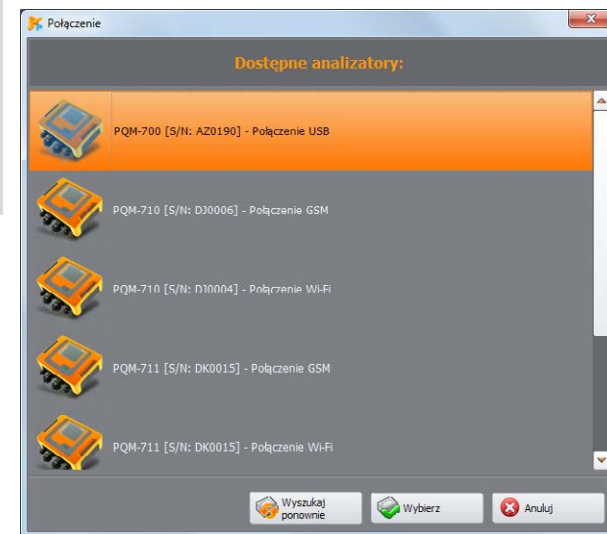 Połączenie
Dostępne analizatory:
PQM-700 [S/N: AZ0190] - Połączenie USB
PQM-710 [S/N: DJ0006] - Połączenie GSM
PQM-710 [S/N: DJ0004] - Połączenie Wi-Fi
PQM-711 [S/N: DK0015] - Połączenie GSM
PQM-711 [S/N: DK0015] - Połączenie Wi-Fi
Wyszukaj
ponownie
Wybierz
Anuluj